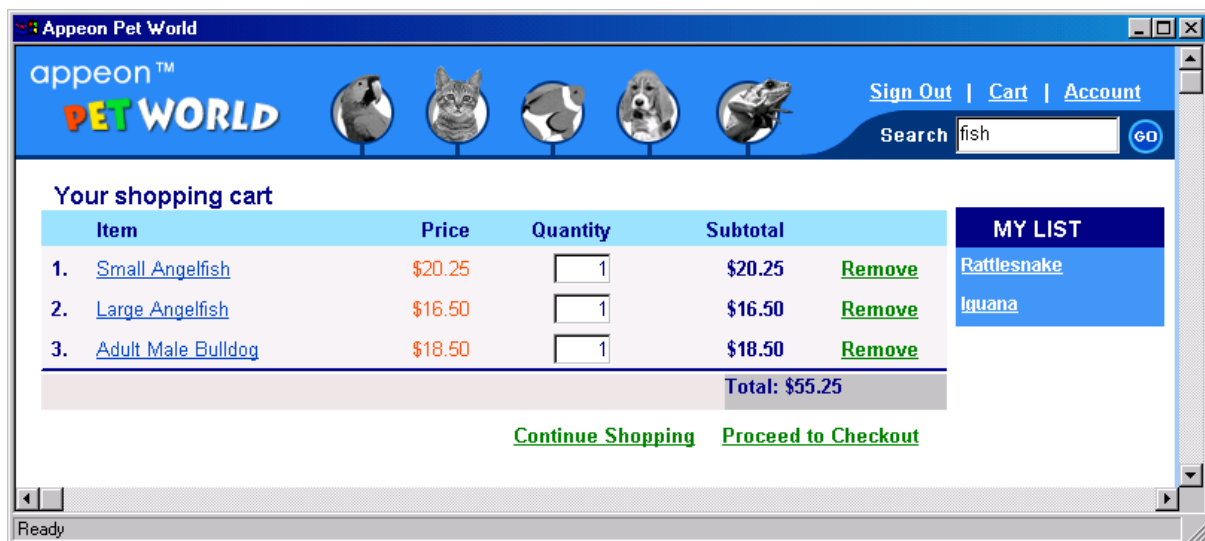 Appeon Pet World
appeon™
PET WORLD
Sign Out | Cart | Account
Search fish GO
Your shopping cart
Item Price Quantity Subtotal
1. Small Angelfish $20.25 1 $20.25 Remove
2. Large Angelfish $16.50 1 $16.50 Remove
3. Adult Male Bulldog $18.50 1 $18.50 Remove
Total: $55.25
Continue Shopping Proceed to Checkout
MY LIST
Rattlesnake
Iguana
Ready